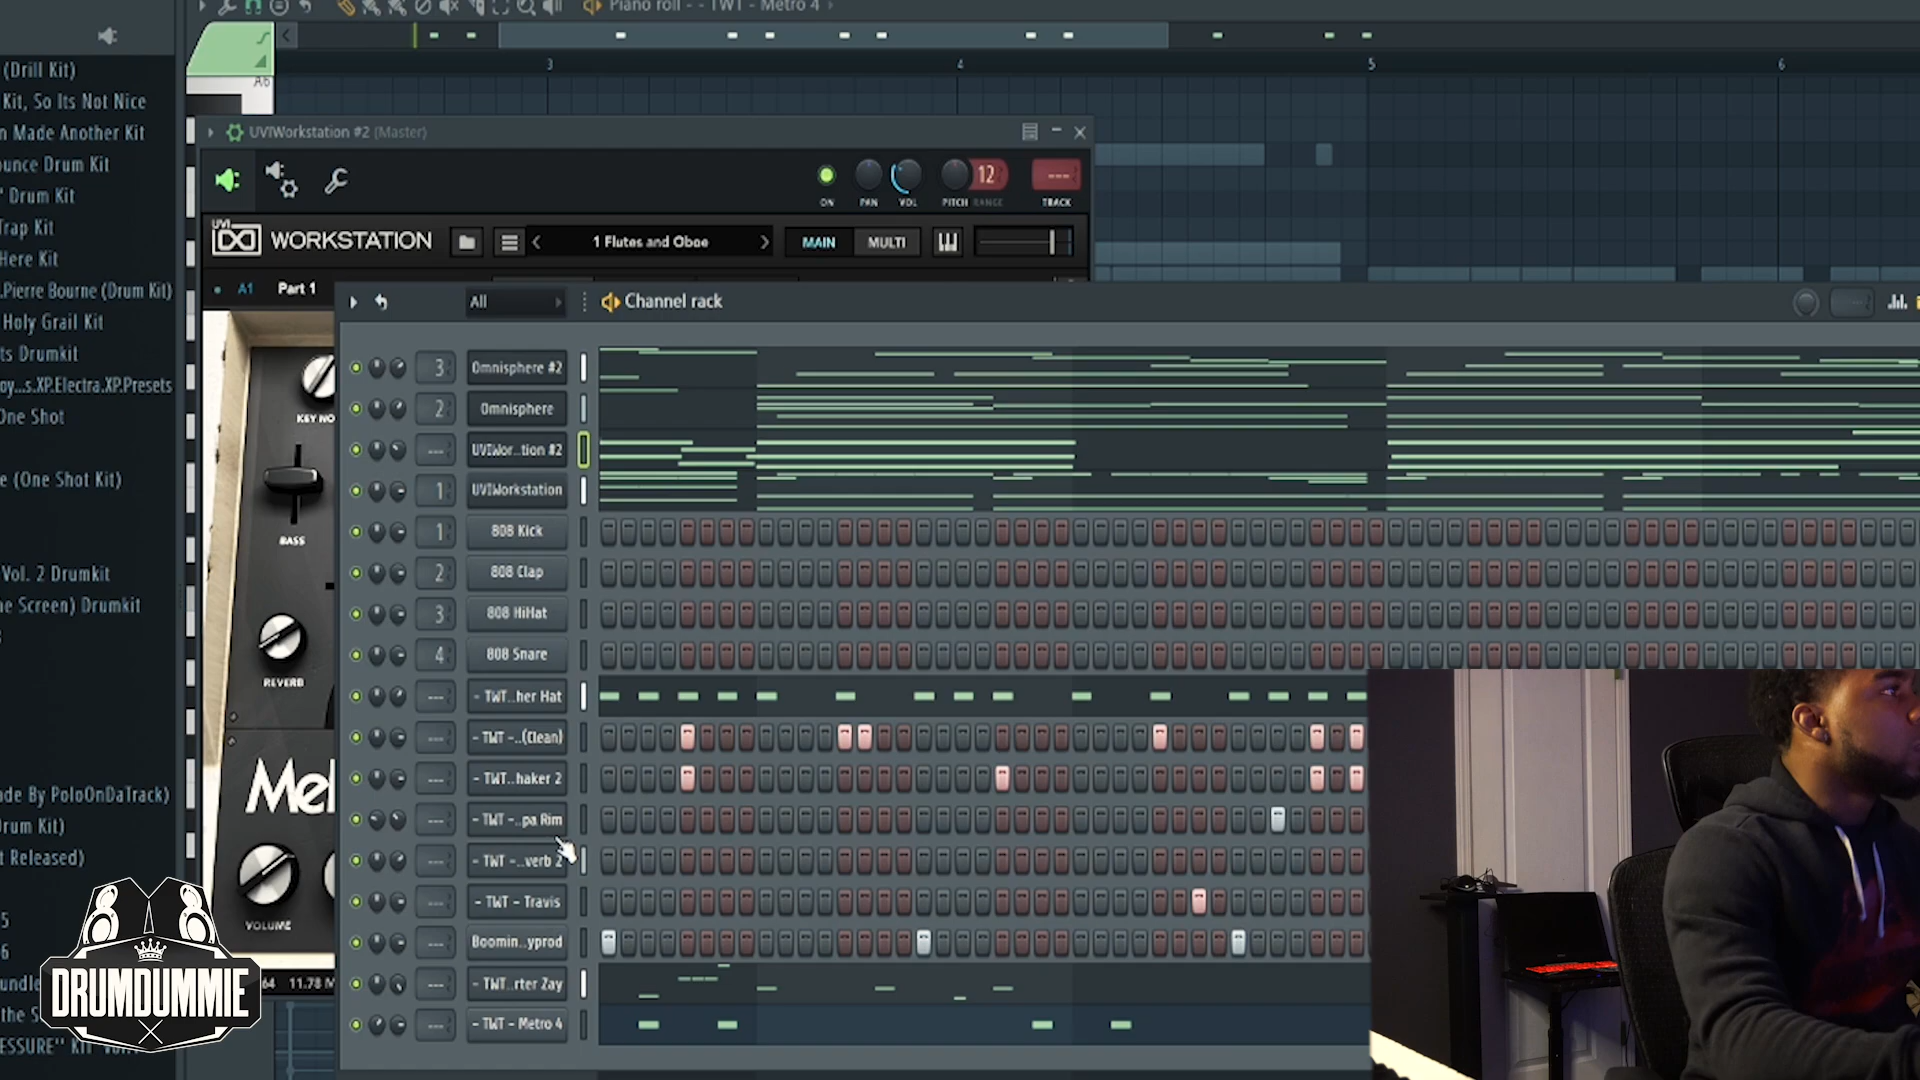 Piano roll - - TWT - Metro 4
(Drill Kit)
Kit, So Its Not Nice
n Made Another Kit
ounce Drum Kit
' Drum Kit
Trap Kit
Here Kit
.Pierre Bourne (Drum Kit)
Holy Grail Kit
ts Drumkit
oy...s.XP.Electra.XP.Presets
One Shot
e (One Shot Kit)
Vol. 2 Drumkit
ne Screen) Drumkit
ade By PoloOnDaTrack)
Drum Kit)
t Released)
5
6
undle
the S
ESSURE" KIT
A6
3
4
5
6
UVIWorkstation #2 (Master)
12
---
ON
PAN
VOL
PITCH
RANGE
TRACK
UVI
WORKSTATION
1 Flutes and Oboe
MAIN
MULTI
A1
Part 1
KEY NO
BASS
REVERB
Mel
VOLUME
64
11.78 M
All
Channel rack
3 Omnisphere #2
2 Omnisphere
--- UVIWor..tion #2
1 UVIWorkstation
1 808 Kick
2 808 Clap
3 808 HiHat
4 808 Snare
--- - TWT..her Hat
--- - TWT -..(Clean)
--- - TWT..haker 2
--- - TWT -..pa Rim
--- - TWT -..verb 2
--- - TWT - Travis
--- Boomin..yprod
--- - TWT..rter Zay
--- - TWT - Metro 4
DRUMDUMMIE